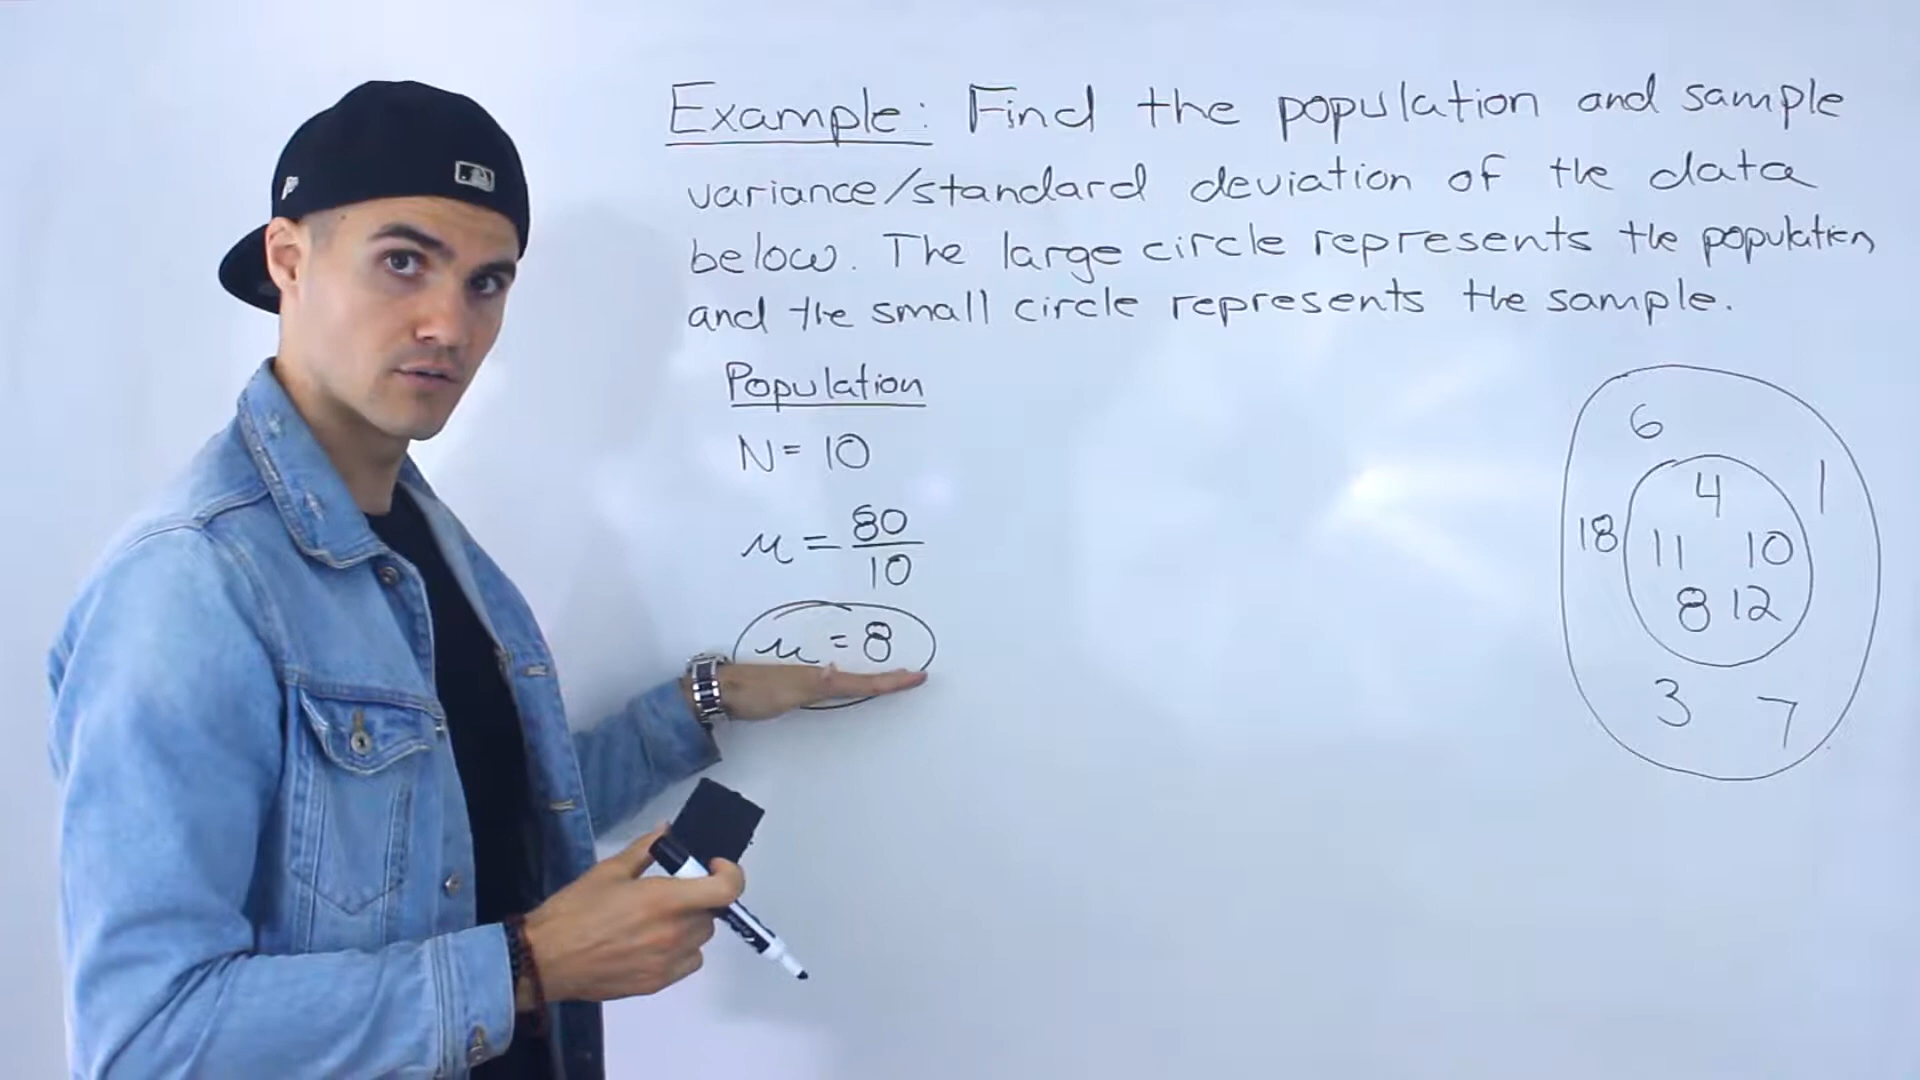 Example: Find the population and sample
variance/standard deviation of the data
below. The large circle represents the population
and the small circle represents the sample.
Population
N = 10
μ = 80/10
μ = 8
6
4
1
18
11 10
8 12
3 7